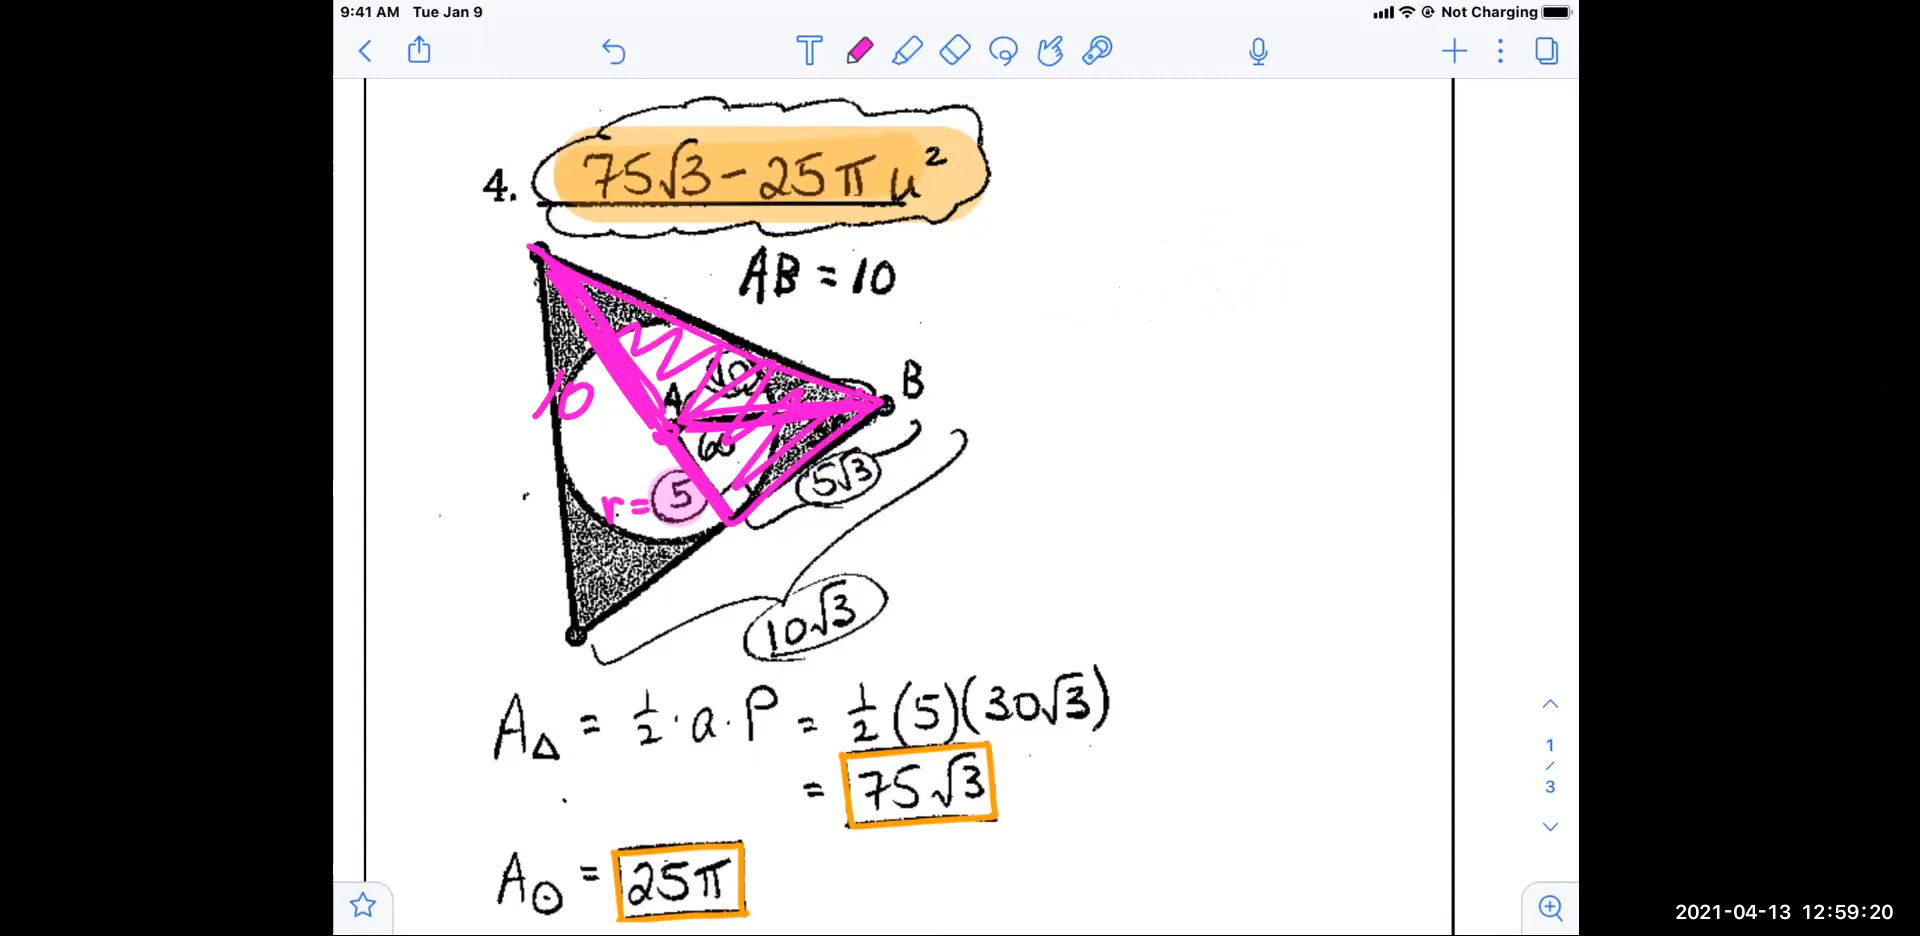 9:41 AM Tue Jan 9
Not Charging
T
4. 75√3 - 25π u²
AB = 10
10
10
A
B
60
r = 5
5√3
10√3
A△ = 1/2 · a · P = 1/2 (5)(30√3)
= 75√3
A⊙ = 25π
1
/
3
2021-04-13 12:59:20